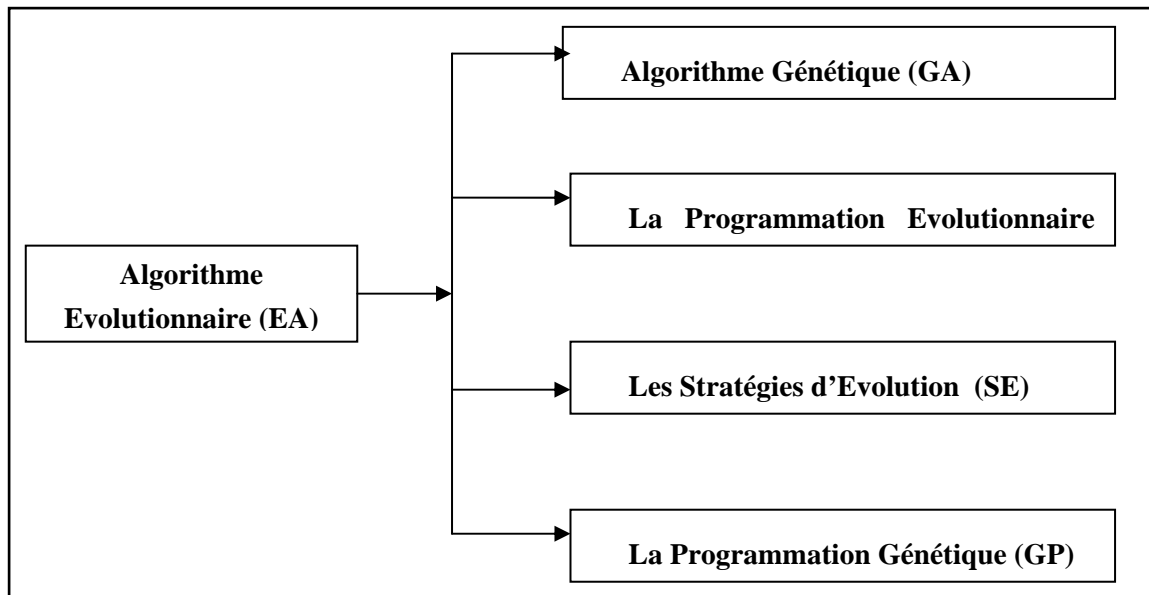 Algorithme Génétique (GA)
La Programmation Evolutionnaire
Algorithme
Evolutionnaire (EA)
Les Stratégies d’Evolution (SE)
La Programmation Génétique (GP)